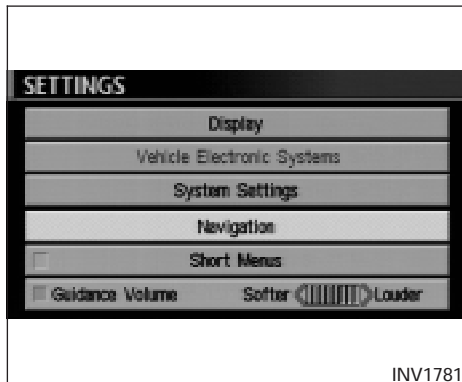 SETTINGS
Display
Vehicle Electronic Systems
System Settings
Navigation
Short Menus
Guidance Volume Softer Louder
INV1781